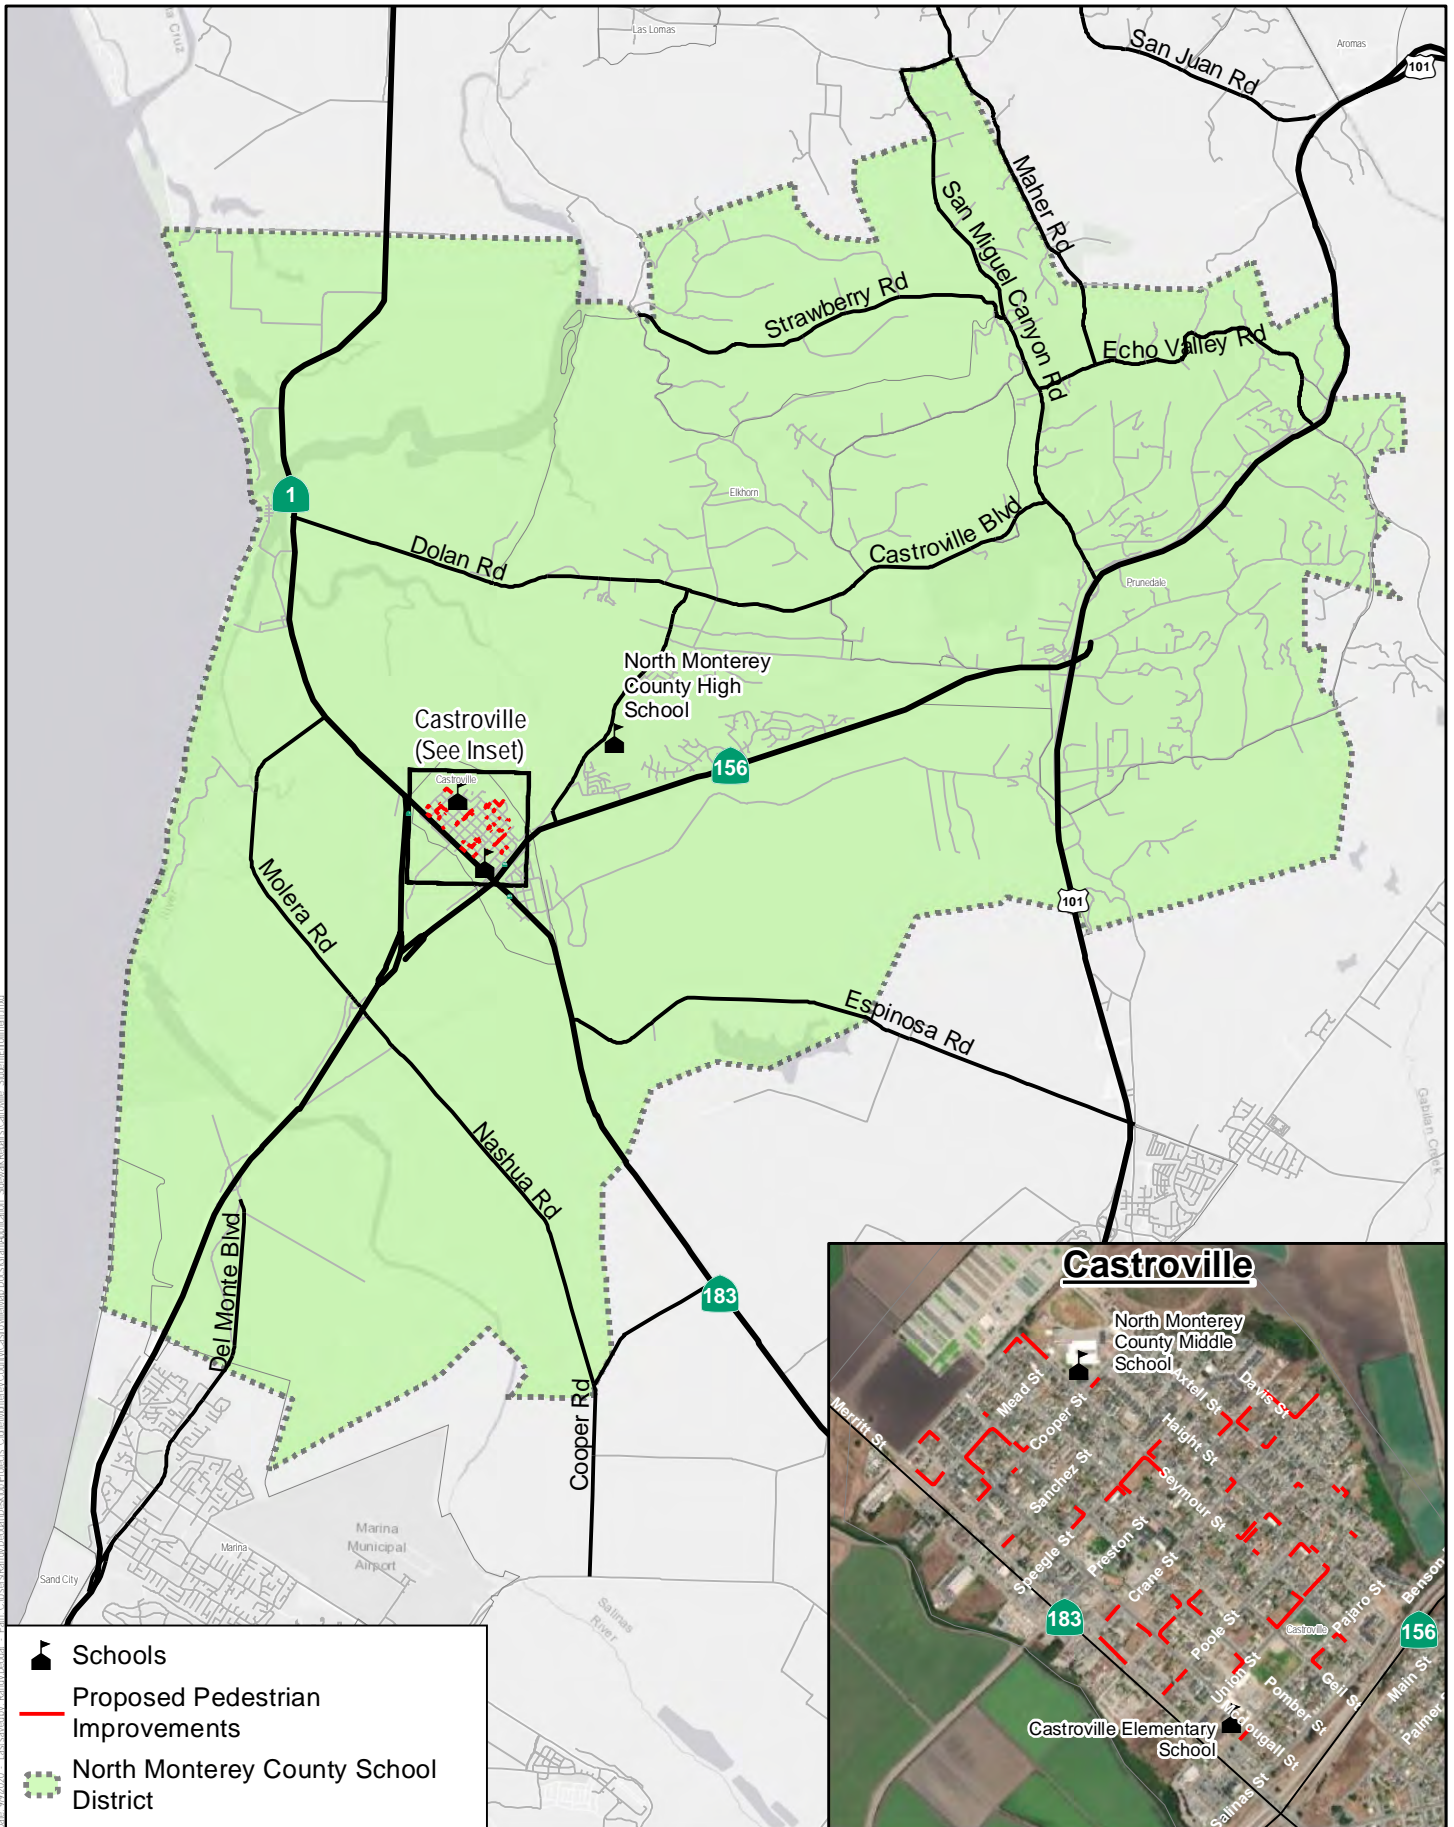 Santa Cruz
Las Lomas
San Juan Rd
Aromas
101
Maher Rd
San Miguel Canyon Rd
Strawberry Rd
Echo Valley Rd
1
Elkhorn
Dolan Rd
Castroville Blvd
Prunedale
North Monterey
County High
School
Castroville
(See Inset)
Castroville
156
Molera Rd
101
Espinosa Rd
Nashua Rd
Gabilan Creek
Del Monte Blvd
183
Cooper Rd
Marina
Municipal
Airport
Marina
Sand City
Salinas
River
Castroville
North Monterey
County Middle
School
Mead St
Cooper St
Axtell St
Davis St
Merritt St
Haight St
Sanchez St
Seymour St
Speegle St
Preston St
Crane St
183
Poole St
Pajaro St
Benson
Castroville
156
Union St
Pomber St
Geil St
Main St
Palmer
Mcdougall St
Castroville Elementary
School
Salinas St
Schools
Proposed Pedestrian
Improvements
North Monterey County School
District